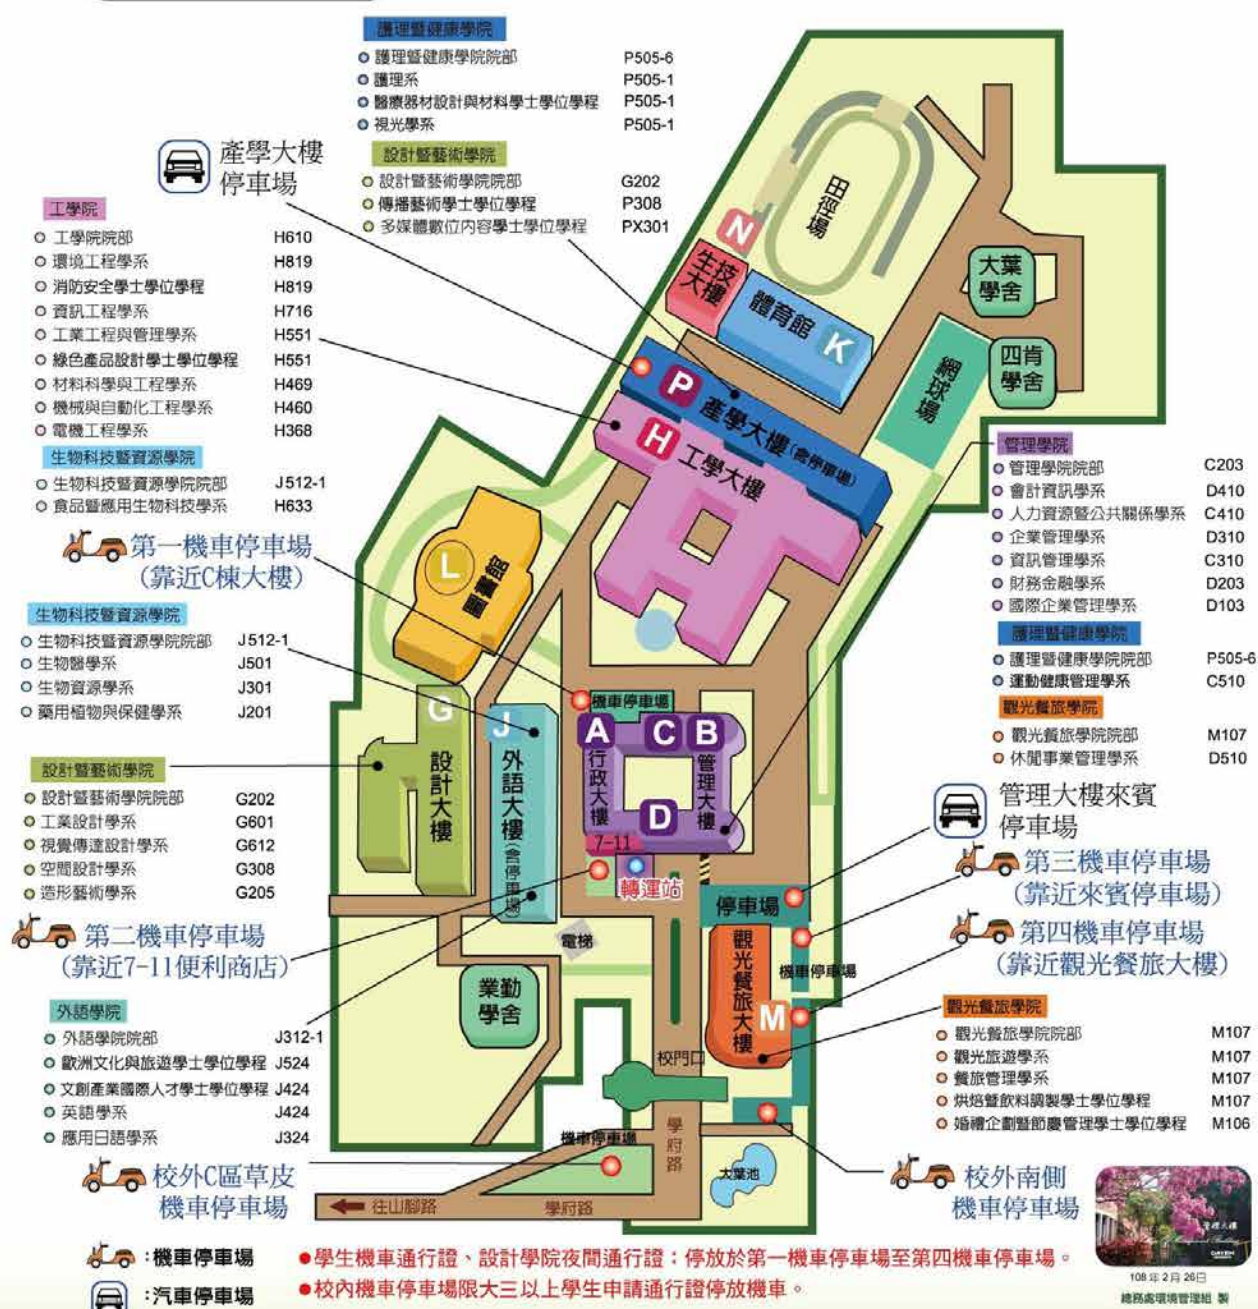 護理暨健康學院
護理暨健康學院院部 P505-6
護理系 P505-1
醫療器材設計與材料學士學位學程 P505-1
視光學系 P505-1
設計暨藝術學院
設計暨藝術學院院部 G202
傳播藝術學士學位學程 P308
多媒體數位內容學士學位學程 PX301
產學大樓
停車場
工學院
工學院院部 H610
環境工程學系 H819
消防安全學士學位學程 H819
資訊工程學系 H716
工業工程與管理學系 H551
綠色產品設計學士學位學程 H551
材料科學與工程學系 H469
機械與自動化工程學系 H460
電機工程學系 H368
生物科技暨資源學院
生物科技暨資源學院院部 J512-1
食品暨應用生物科技學系 H633
第一機車停車場
(靠近C棟大樓)
生物科技暨資源學院
生物科技暨資源學院院部 J512-1
生物醫學系 J501
生物資源學系 J301
藥用植物與保健學系 J201
設計暨藝術學院
設計暨藝術學院院部 G202
工業設計學系 G601
視覺傳達設計學系 G612
空間設計學系 G308
造形藝術學系 G205
第二機車停車場
(靠近7-11便利商店)
外語學院
外語學院院部 J312-1
歐洲文化與旅遊學士學位學程 J524
文創產業國際人才學士學位學程 J424
英語學系 J424
應用日語學系 J324
校外C區草皮
機車停車場
田徑場
N
生技
大樓
體育館 K
大葉
學舍
四肯
學舍
網球場
P 產學大樓(含停車場)
H 工學大樓
L
圖書館
G
設計大樓
J
外語大樓(含停車場)
機車停車場
A C B
行政大樓
管理大樓
D
7-11
轉運站
電梯
業勤
學舍
停車場
觀光餐旅大樓
M
機車停車場
校門口
學府路
機車停車場
往山腳路
學府路
大葉池
管理學院
管理學院院部 C203
會計資訊學系 D410
人力資源暨公共關係學系 C410
企業管理學系 D310
資訊管理學系 C310
財務金融學系 D203
國際企業管理學系 D103
護理暨健康學院
護理暨健康學院院部 P505-6
運動健康管理學系 C510
觀光餐旅學院
觀光餐旅學院院部 M107
休閒事業管理學系 D510
管理大樓來賓
停車場
第三機車停車場
(靠近來賓停車場)
第四機車停車場
(靠近觀光餐旅大樓)
觀光餐旅學院
觀光餐旅學院院部 M107
觀光旅遊學系 M107
餐旅管理學系 M107
烘焙暨飲料調製學士學位學程 M107
婚禮企劃暨節慶管理學士學位學程 M106
校外南側
機車停車場
:機車停車場
:汽車停車場
●學生機車通行證、設計學院夜間通行證；停放於第一機車停車場至第四機車停車場。
●校內機車停車場限大三以上學生申請通行證停放機車。
管理大樓
DAYEH
108 年 2 月 26日
總務處環境管理組 製